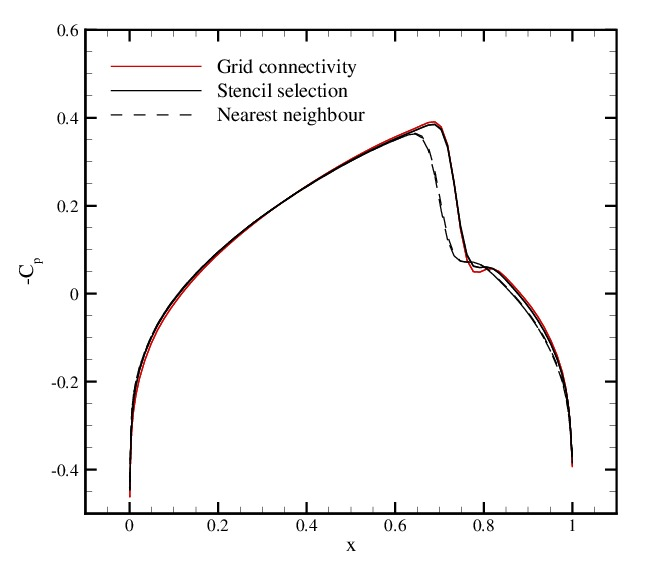 0.6
Grid connectivity
Stencil selection
Nearest neighbour
0.4
0.2
0
-0.2
-0.4
-Cp
0 0.2 0.4 0.6 0.8 1
x